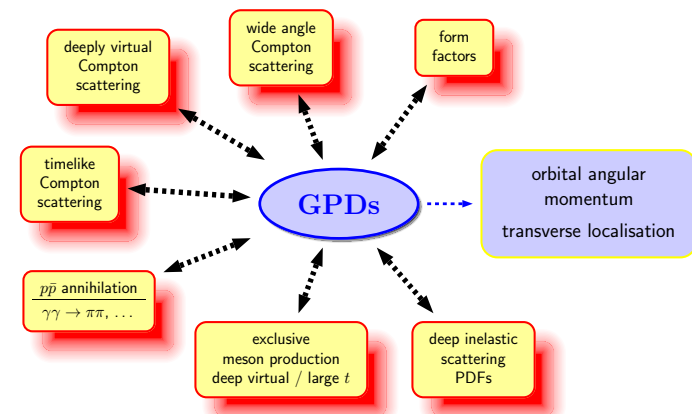 deeply virtual
Compton
scattering
wide angle
Compton
scattering
form
factors
timelike
Compton
scattering
GPDs
orbital angular
momentum
transverse localisation
pp̄ annihilation
γγ → ππ, …
exclusive
meson production
deep virtual / large t
deep inelastic
scattering
PDFs